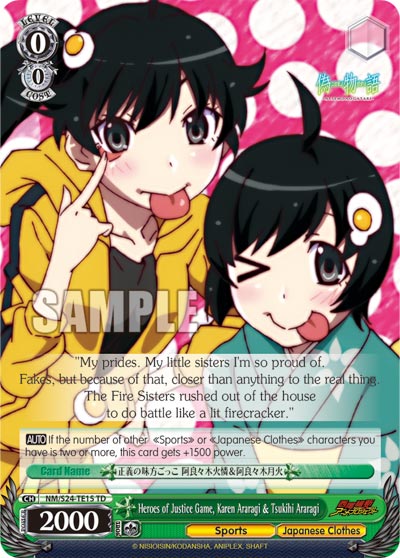 LEVEL
0
0
COST
偽物語
SAMPLE
"My prides. My little sisters I'm so proud of.
Fakes, but because of that, closer than anything to the real thing.
The Fire Sisters rushed out of the house
to do battle like a lit firecracker."
AUTO If the number of other «Sports» or «Japanese Clothes» characters you
have is two or more, this card gets +1500 power.
Card Name 正義の味方ごっこ 阿良々木火憐&阿良々木月火
CH NM/S24-TE15 TD Heroes of Justice Game, Karen Araragi & Tsukihi Araragi
POWER 2000 Sports Japanese Clothes
© NISIOISIN/KODANSHA, ANIPLEX, SHAFT